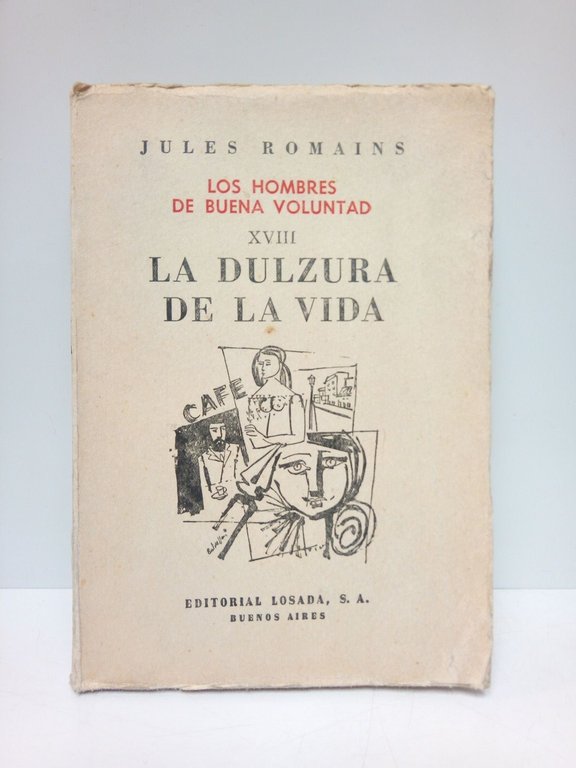 JULES ROMAINS
LOS HOMBRES
DE BUENA VOLUNTAD
XVIII
LA DULZURA
DE LA VIDA
CAFE
EDITORIAL LOSADA, S. A.
BUENOS AIRES